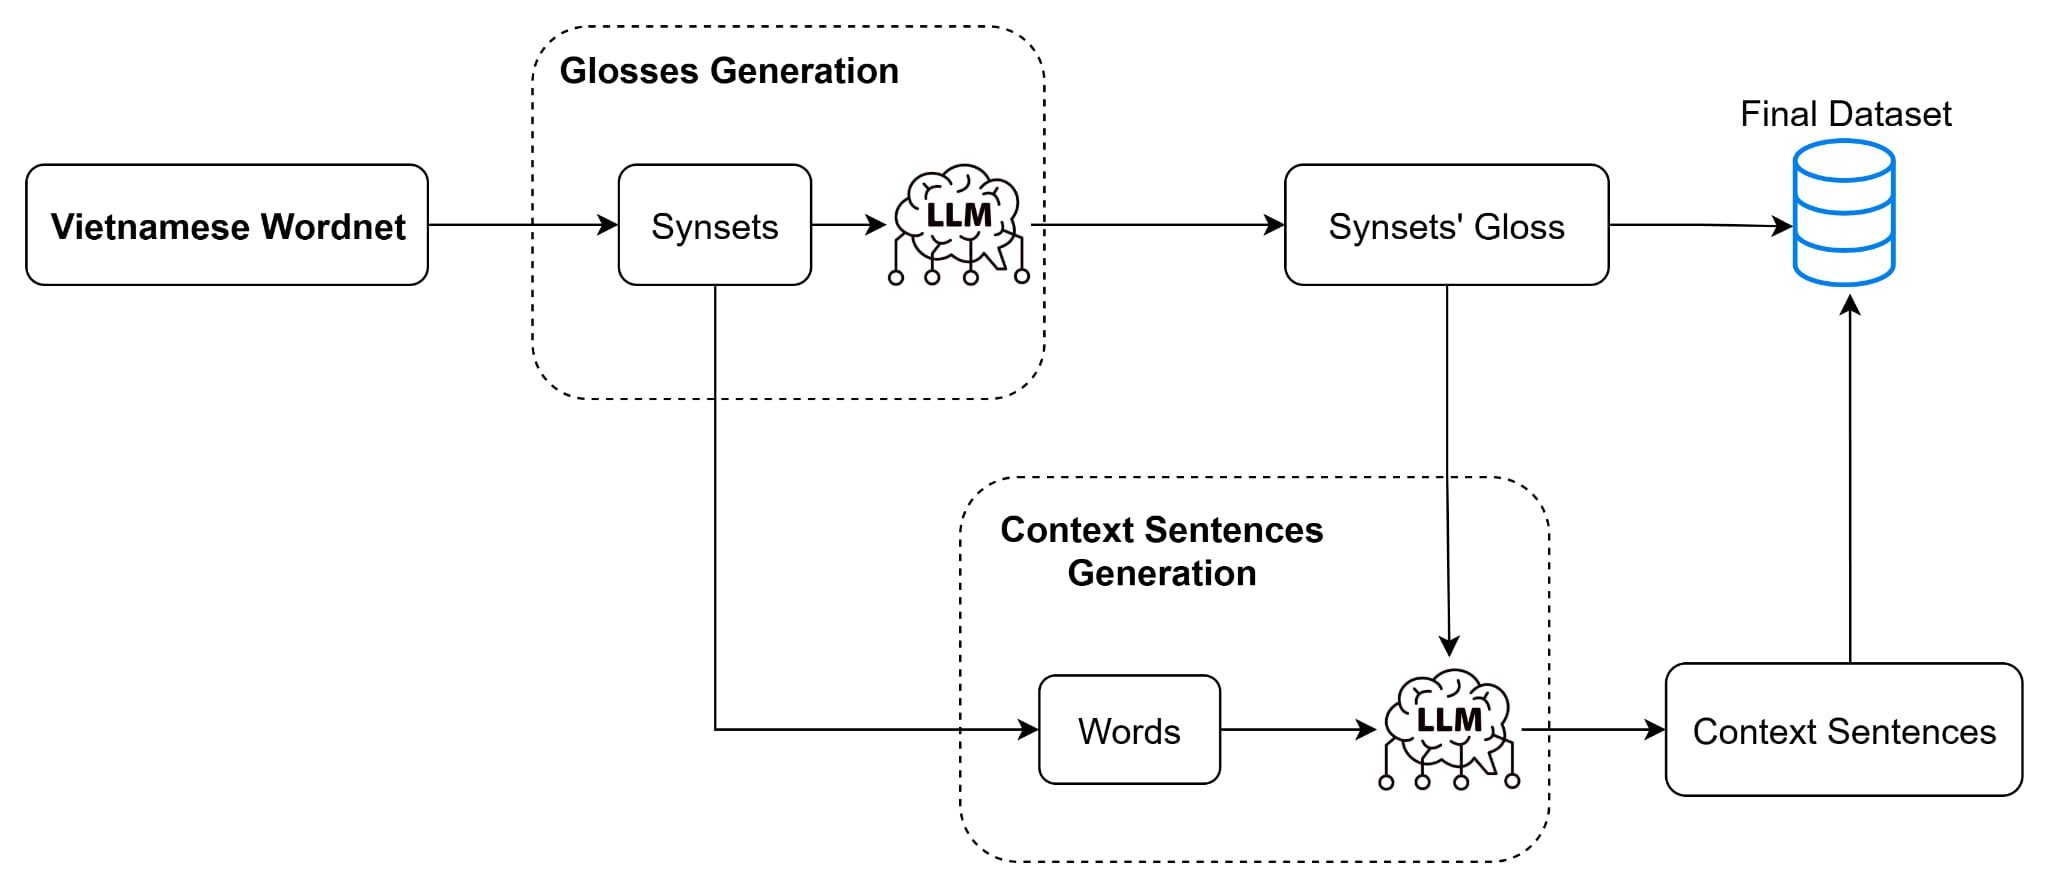 Glosses Generation
Final Dataset
Vietnamese Wordnet
Synsets
LLM
Synsets' Gloss
Context Sentences
Generation
Words
LLM
Context Sentences